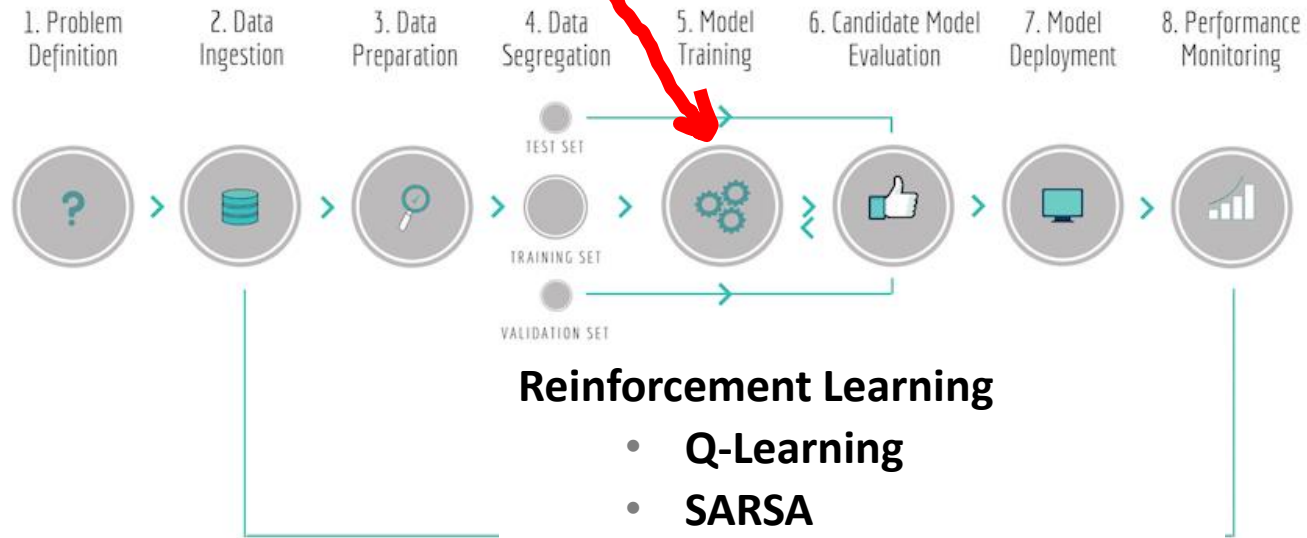 1. Problem
Definition
2. Data
Ingestion
3. Data
Preparation
4. Data
Segregation
5. Model
Training
6. Candidate Model
Evaluation
7. Model
Deployment
8. Performance
Monitoring
TEST SET
?
TRAINING SET
VALIDATION SET
Reinforcement Learning
• Q-Learning
• SARSA